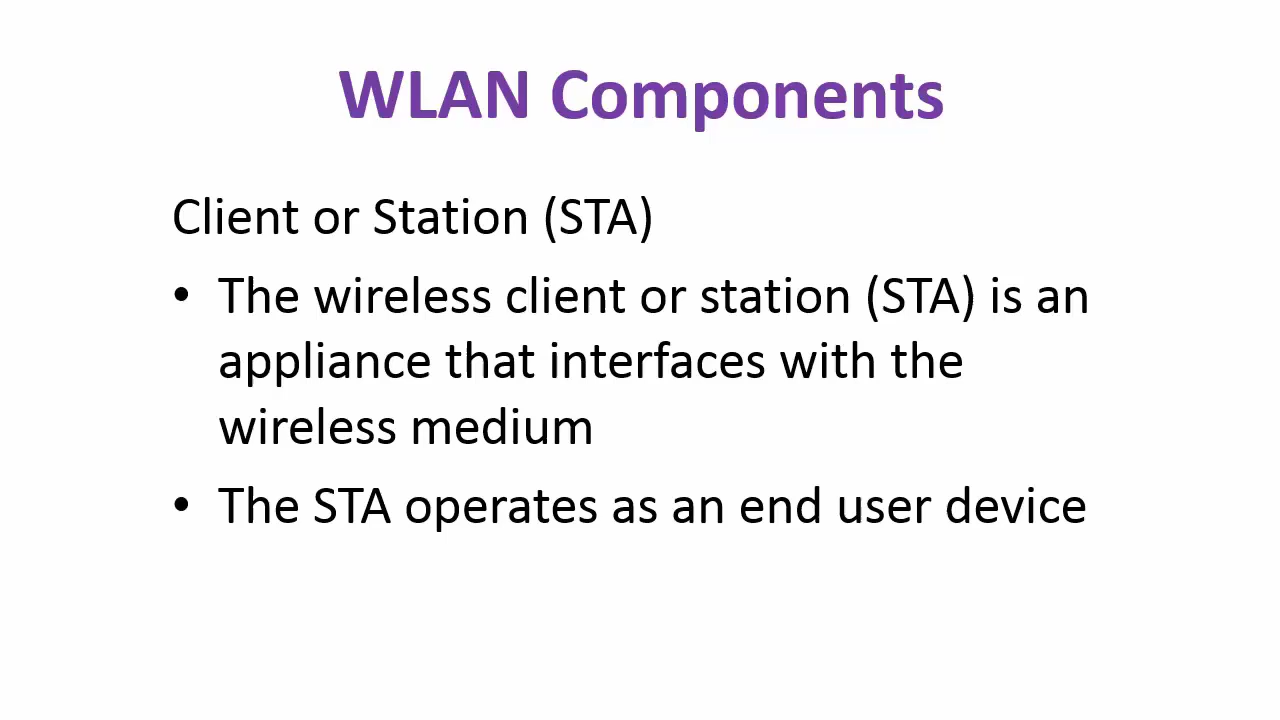 WLAN Components
Client or Station (STA)
• The wireless client or station (STA) is an
appliance that interfaces with the
wireless medium
• The STA operates as an end user device